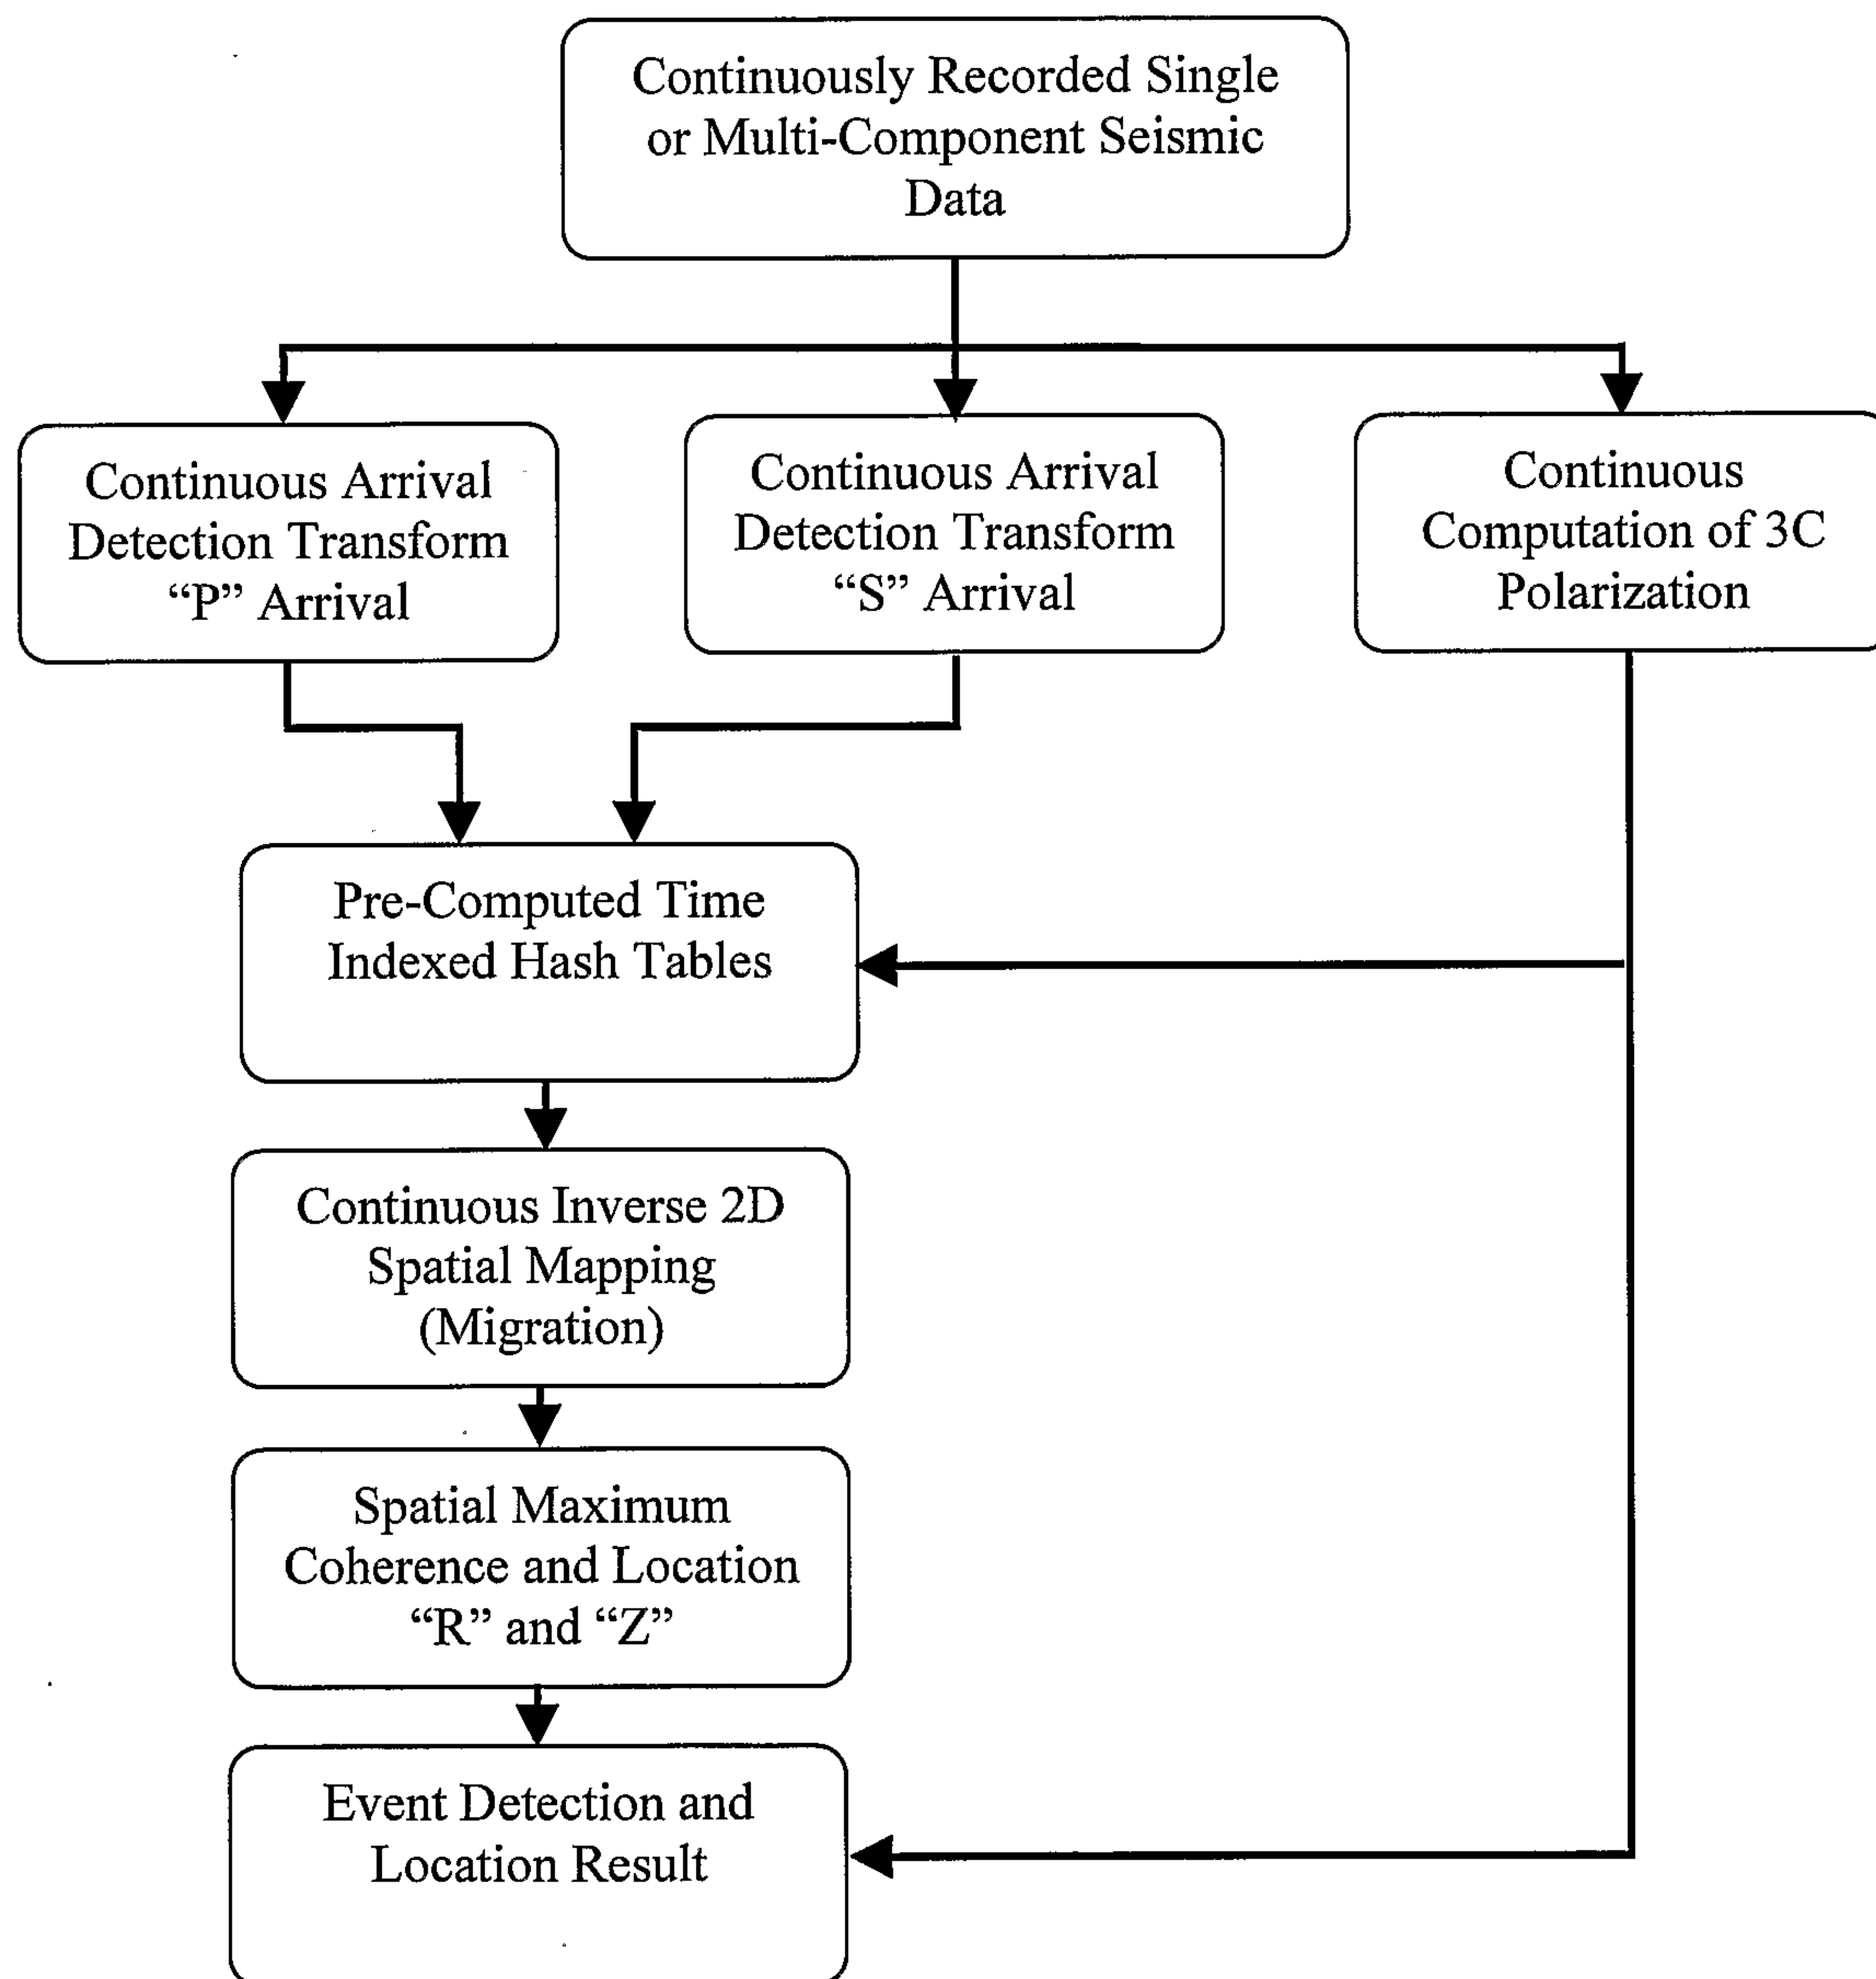 Continuously Recorded Single
or Multi-Component Seismic
Data
Continuous Arrival
Detection Transform
“P” Arrival
Continuous Arrival
Detection Transform
“S” Arrival
Continuous
Computation of 3C
Polarization
Pre-Computed Time
Indexed Hash Tables
Continuous Inverse 2D
Spatial Mapping
(Migration)
Spatial Maximum
Coherence and Location
“R” and “Z”
Event Detection and
Location Result